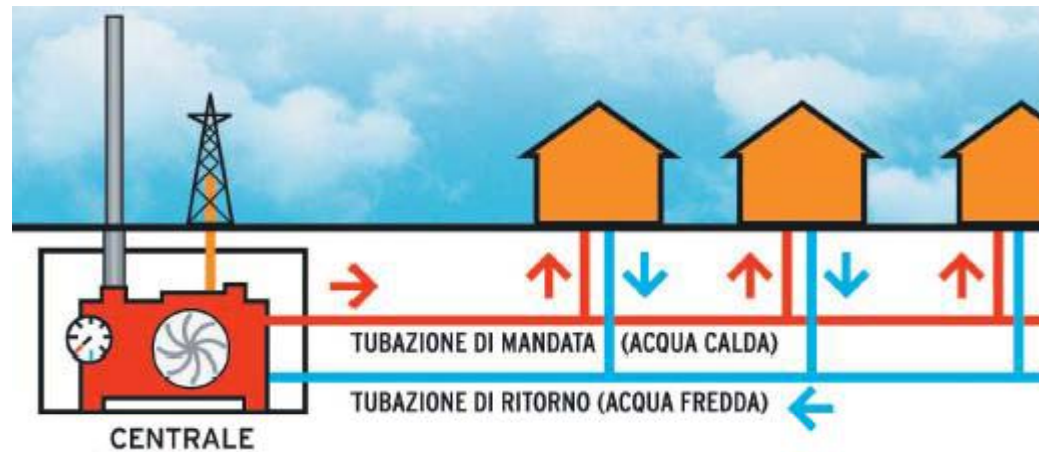 TUBAZIONE DI MANDATA (ACQUA CALDA)
TUBAZIONE DI RITORNO (ACQUA FREDDA)
CENTRALE